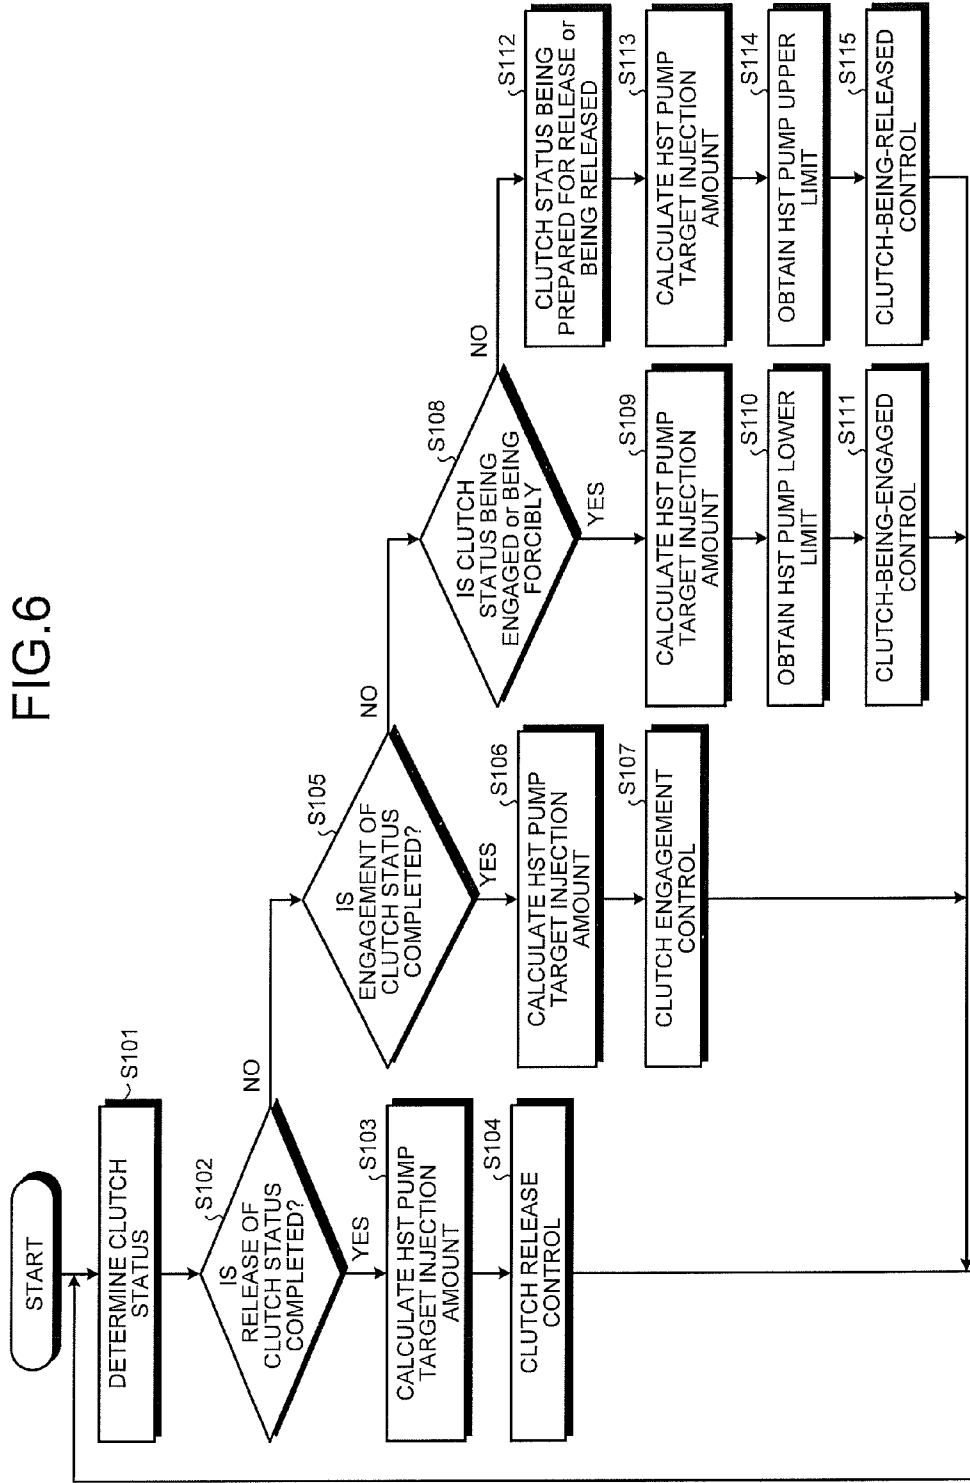 FIG.6
START
DETERMINE CLUTCH
STATUS
S101
IS
RELEASE OF
CLUTCH STATUS
COMPLETED?
S102
NO
YES
CALCULATE HST PUMP
TARGET INJECTION
AMOUNT
S103
CLUTCH RELEASE
CONTROL
S104
IS
ENGAGEMENT OF
CLUTCH STATUS
COMPLETED?
S105
NO
YES
CALCULATE HST PUMP
TARGET INJECTION
AMOUNT
S106
CLUTCH ENGAGEMENT
CONTROL
S107
IS CLUTCH
STATUS BEING
ENGAGED or BEING
FORCIBLY
S108
NO
YES
CALCULATE HST PUMP
TARGET INJECTION
AMOUNT
S109
OBTAIN HST PUMP LOWER
LIMIT
S110
CLUTCH-BEING-ENGAGED
CONTROL
S111
CLUTCH STATUS BEING
PREPARED FOR RELEASE or
BEING RELEASED
S112
CALCULATE HST PUMP
TARGET INJECTION
AMOUNT
S113
OBTAIN HST PUMP UPPER
LIMIT
S114
CLUTCH-BEING-RELEASED
CONTROL
S115